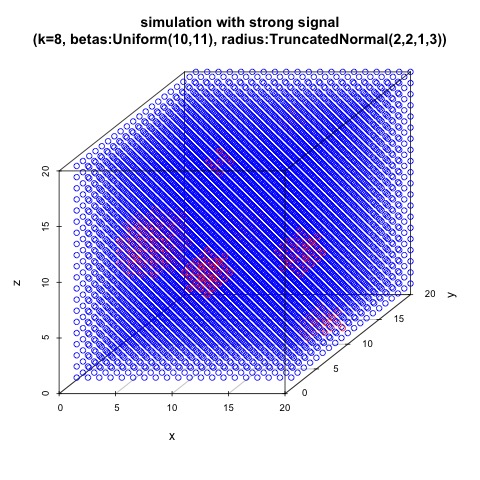 simulation with strong signal
(k=8, betas:Uniform(10,11), radius:TruncatedNormal(2,2,1,3))
20
15
10
5
0
z
0 5 10 15 20
x
0
5
10
15
20
y